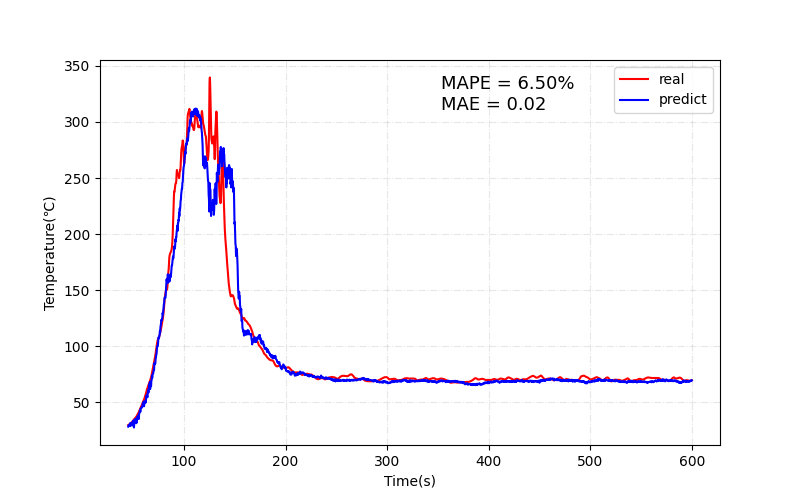 MAPE = 6.50%
MAE = 0.02
real
predict
350
300
250
200
150
100
50
Temperature(℃)
100 200 300 400 500 600
Time(s)